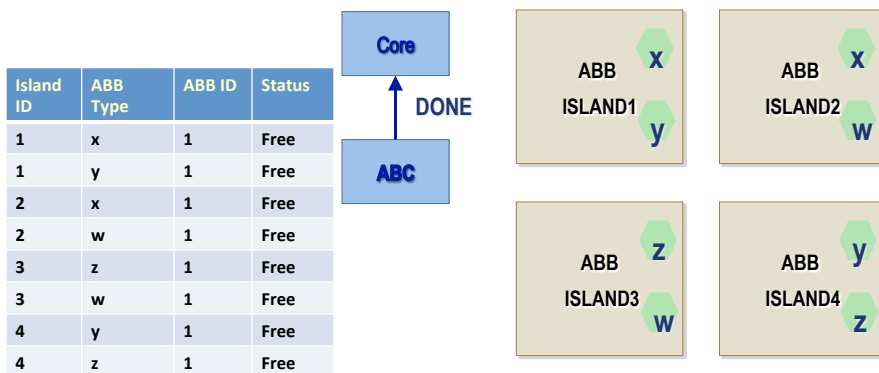 Island ID | ABB Type | ABB ID | Status
1 | x | 1 | Free
1 | y | 1 | Free
2 | x | 1 | Free
2 | w | 1 | Free
3 | z | 1 | Free
3 | w | 1 | Free
4 | y | 1 | Free
4 | z | 1 | Free
Core
DONE
ABC
ABB
ISLAND1
x
y
ABB
ISLAND2
x
w
ABB
ISLAND3
z
w
ABB
ISLAND4
y
z